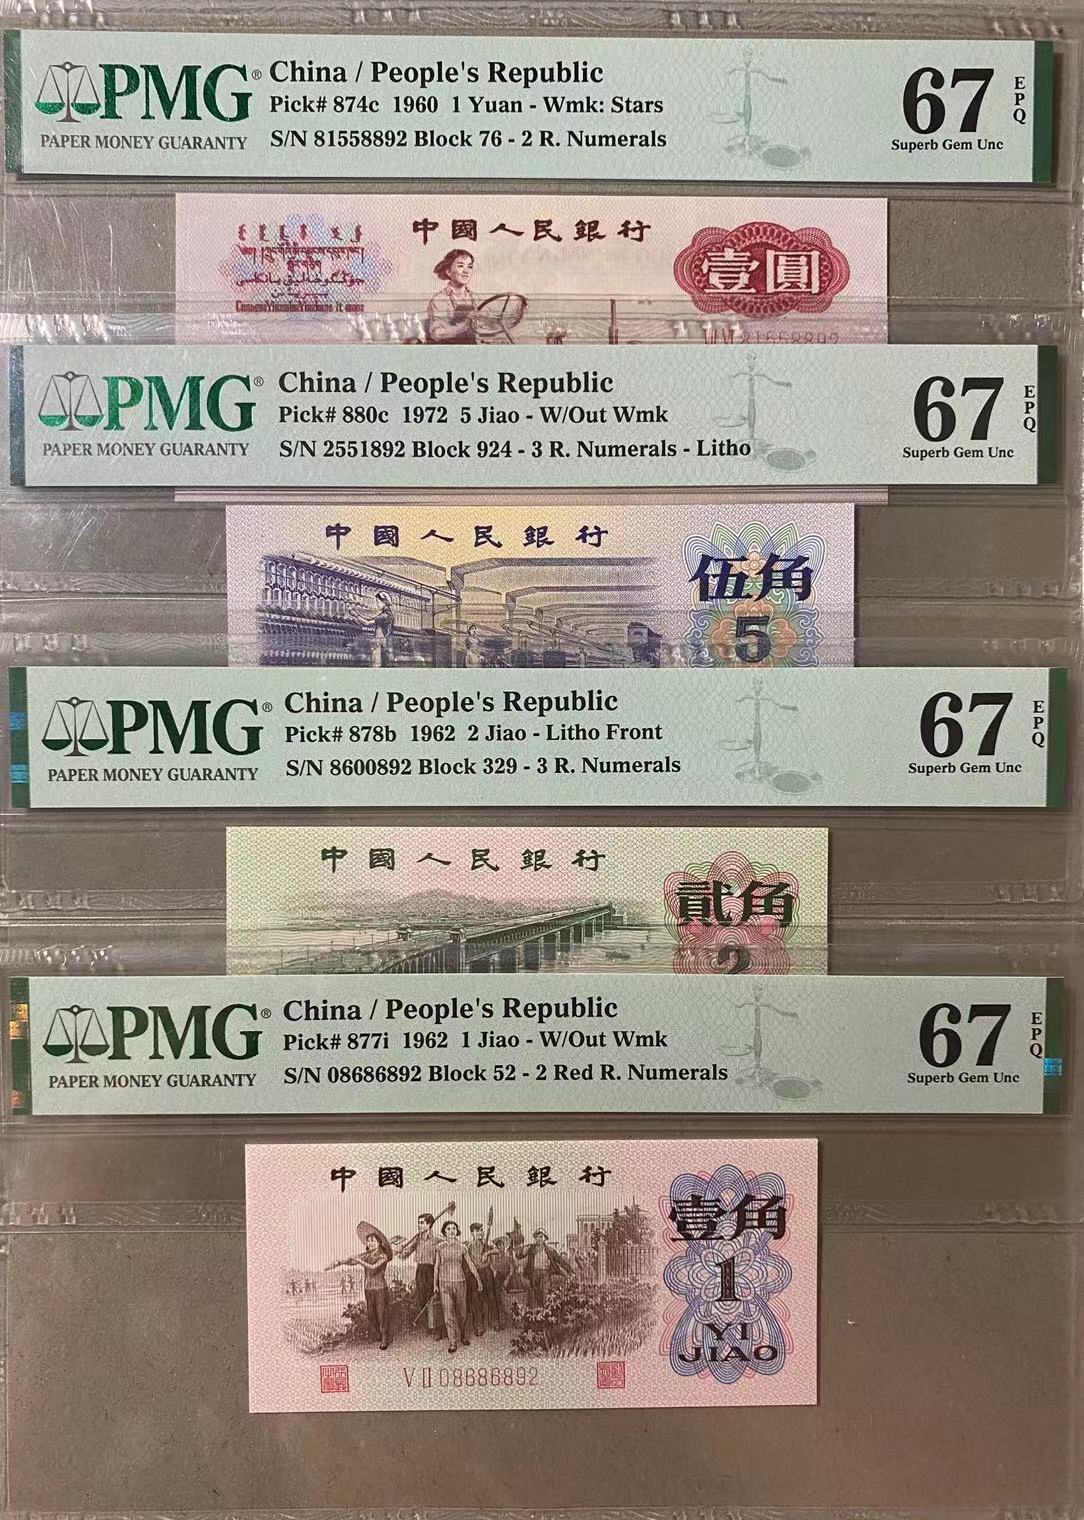 PMG® China / People's Republic 67 EPQ
Pick# 874c 1960 1 Yuan - Wmk: Stars
PAPER MONEY GUARANTY S/N 81558892 Block 76 - 2 R. Numerals Superb Gem Unc
中國人民銀行
壹圓
81558892
PMG® China / People's Republic 67 EPQ
Pick# 880c 1972 5 Jiao - W/Out Wmk
PAPER MONEY GUARANTY S/N 2551892 Block 924 - 3 R. Numerals - Litho Superb Gem Unc
中國人民銀行
伍角
5
PMG® China / People's Republic 67 EPQ
Pick# 878b 1962 2 Jiao - Litho Front
PAPER MONEY GUARANTY S/N 8600892 Block 329 - 3 R. Numerals Superb Gem Unc
中國人民銀行
貳角
2
PMG® China / People's Republic 67 EPQ
Pick# 877i 1962 1 Jiao - W/Out Wmk
PAPER MONEY GUARANTY S/N 08686892 Block 52 - 2 Red R. Numerals Superb Gem Unc
中國人民銀行
壹角
1
YI
JIAO
V II 08686892